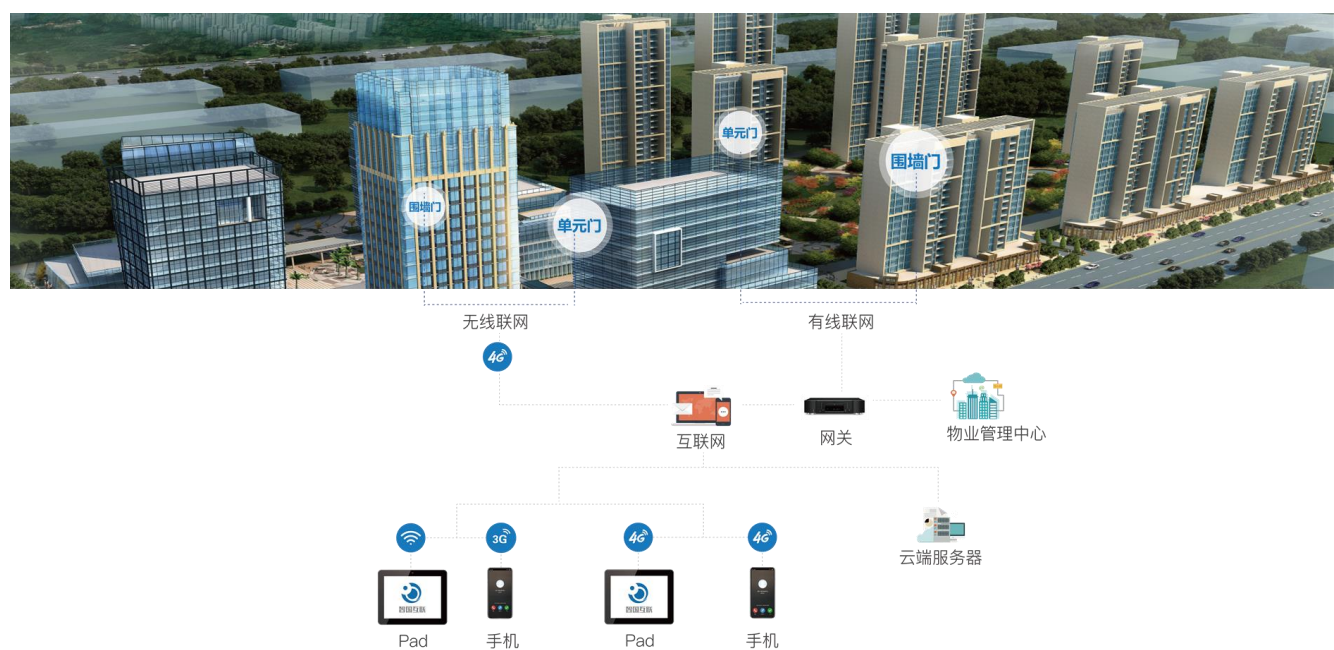 单元门
围墙门
围墙门
单元门
无线联网
有线联网
4G
互联网
网关
物业管理中心
3G
4G
4G
云端服务器
Pad
手机
Pad
手机